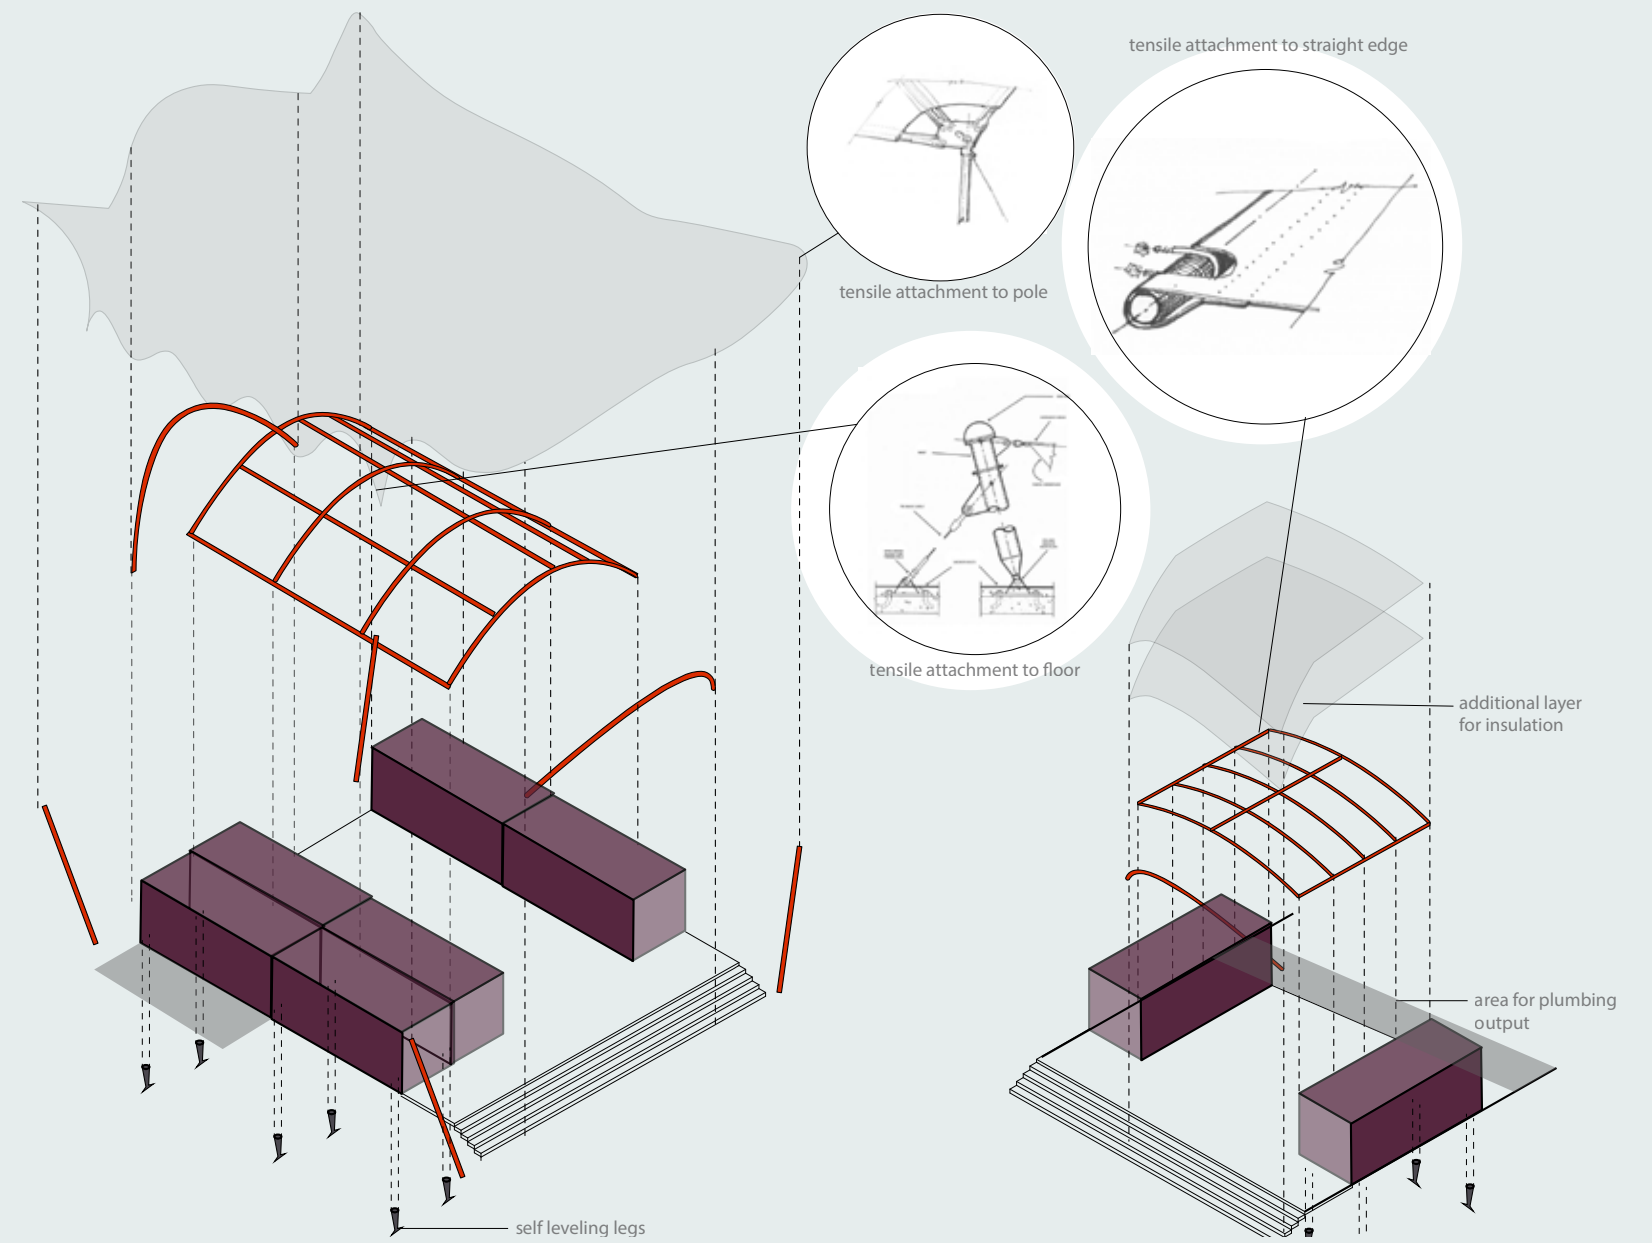 tensile attachment to straight edge
tensile attachment to pole
tensile attachment to floor
additional layer
for insulation
area for plumbing
output
self leveling legs